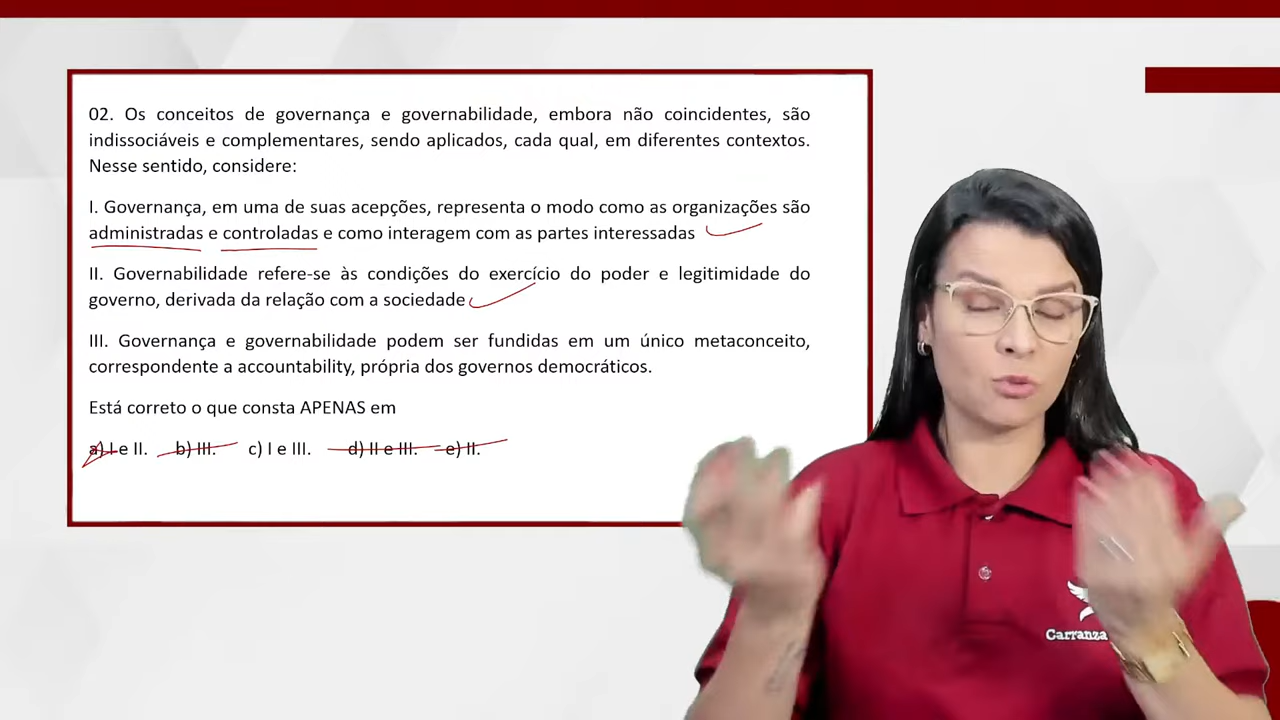 02. Os conceitos de governança e governabilidade, embora não coincidentes, são
indissociáveis e complementares, sendo aplicados, cada qual, em diferentes contextos.
Nesse sentido, considere:
I. Governança, em uma de suas acepções, representa o modo como as organizações são
administradas e controladas e como interagem com as partes interessadas
II. Governabilidade refere-se às condições do exercício do poder e legitimidade do
governo, derivada da relação com a sociedade
III. Governança e governabilidade podem ser fundidas em um único metaconceito,
correspondente a accountability, própria dos governos democráticos.
Está correto o que consta APENAS em
a) I e II. b) III. c) I e III. d) II e III. e) II.
Carranza